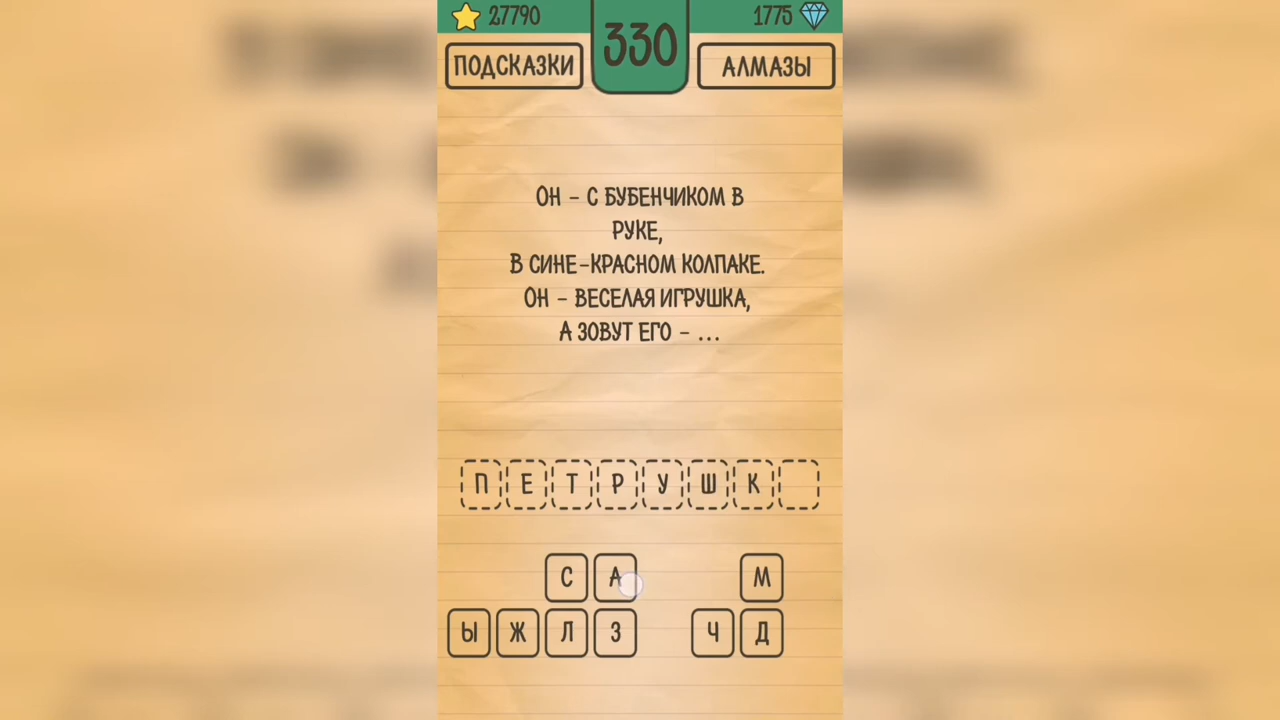 27790
330
1775
ПОДСКАЗКИ
АЛМАЗЫ
ОН - С БУБЕНЧИКОМ В
РУКЕ,
В СИНЕ-КРАСНОМ КОЛПАКЕ.
ОН - ВЕСЕЛАЯ ИГРУШКА,
А ЗОВУТ ЕГО - ...
П Е Т Р У Ш К
С А М
Ы Ж Л З Ч Д